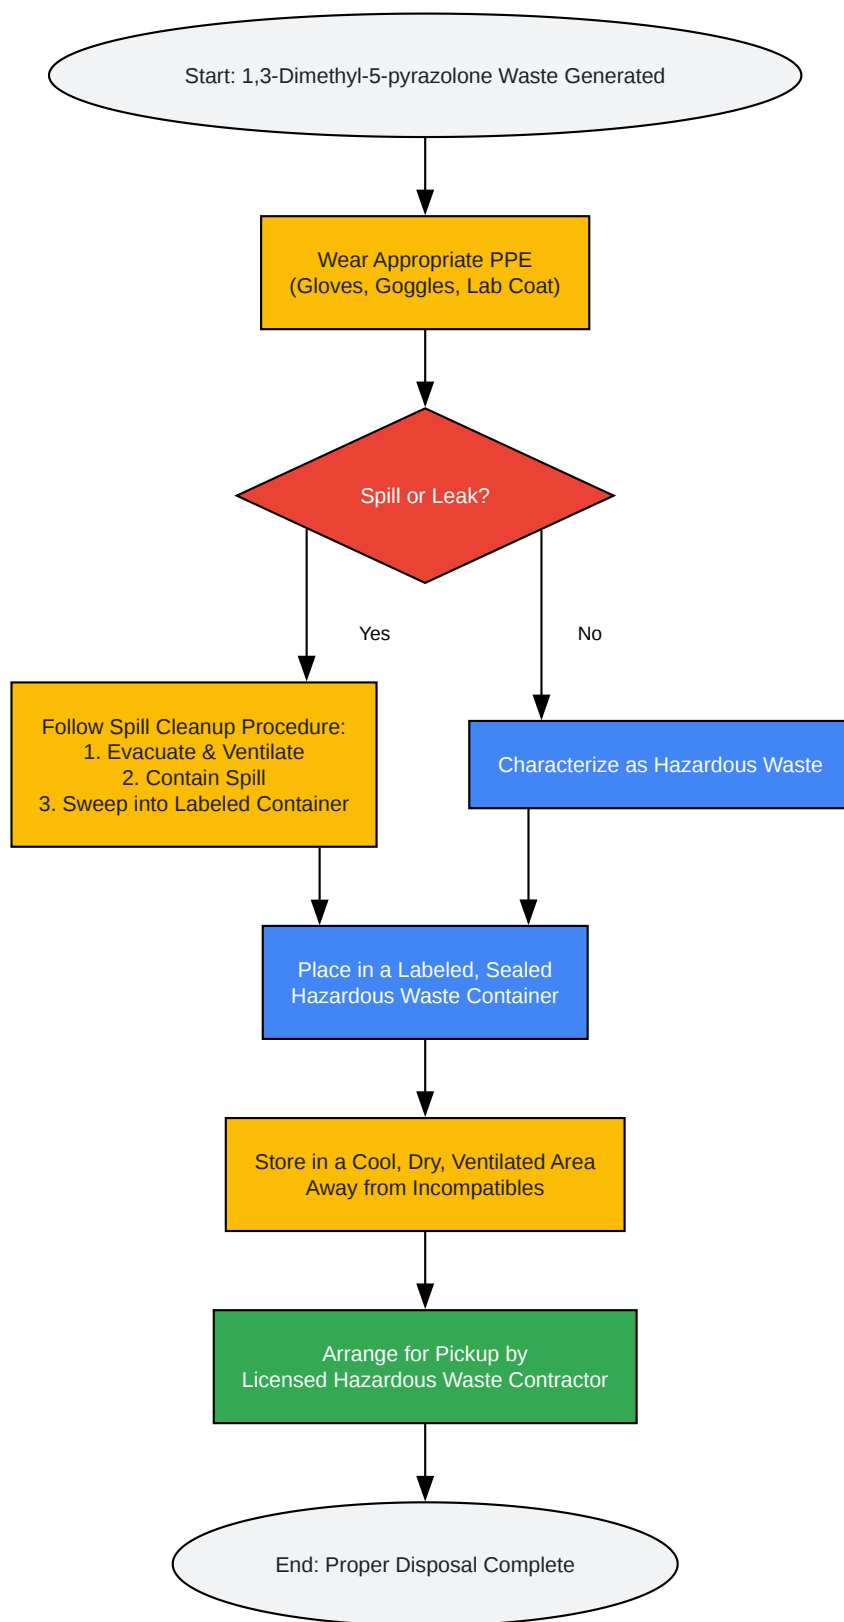 Start: 1,3-Dimethyl-5-pyrazolone Waste Generated
Wear Appropriate PPE
(Gloves, Goggles, Lab Coat)
Spill or Leak?
Yes
No
Follow Spill Cleanup Procedure:
1. Evacuate & Ventilate
2. Contain Spill
3. Sweep into Labeled Container
Characterize as Hazardous Waste
Place in a Labeled, Sealed
Hazardous Waste Container
Store in a Cool, Dry, Ventilated Area
Away from Incompatibles
Arrange for Pickup by
Licensed Hazardous Waste Contractor
End: Proper Disposal Complete